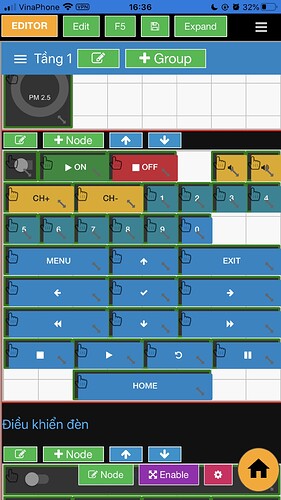 VinaPhone VPN 16:36 32%
EDITOR Edit F5 Expand
Tầng 1 + Group
PM 2.5
+ Node
ON OFF
CH+ CH- 1 2 3 4
5 6 7 8 9 0
MENU EXIT
HOME
Điều khiển đèn
+ Node
Node Enable